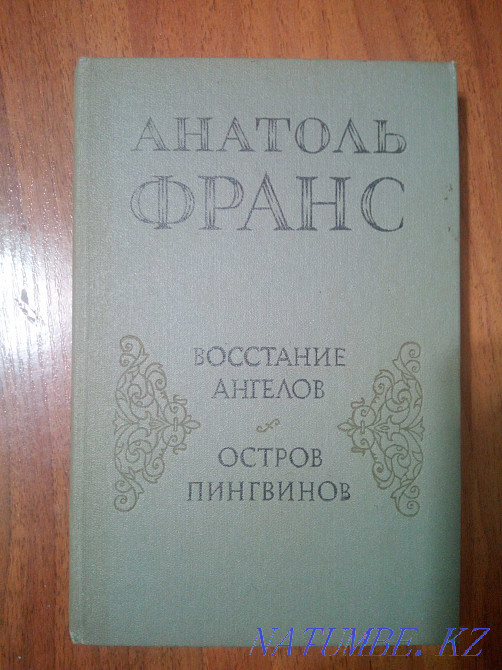 АНАТОЛЬ
ФРАНС
ВОССТАНИЕ
АНГЕЛОВ
ОСТРОВ
ПИНГВИНОВ
NATUMBE. KZ